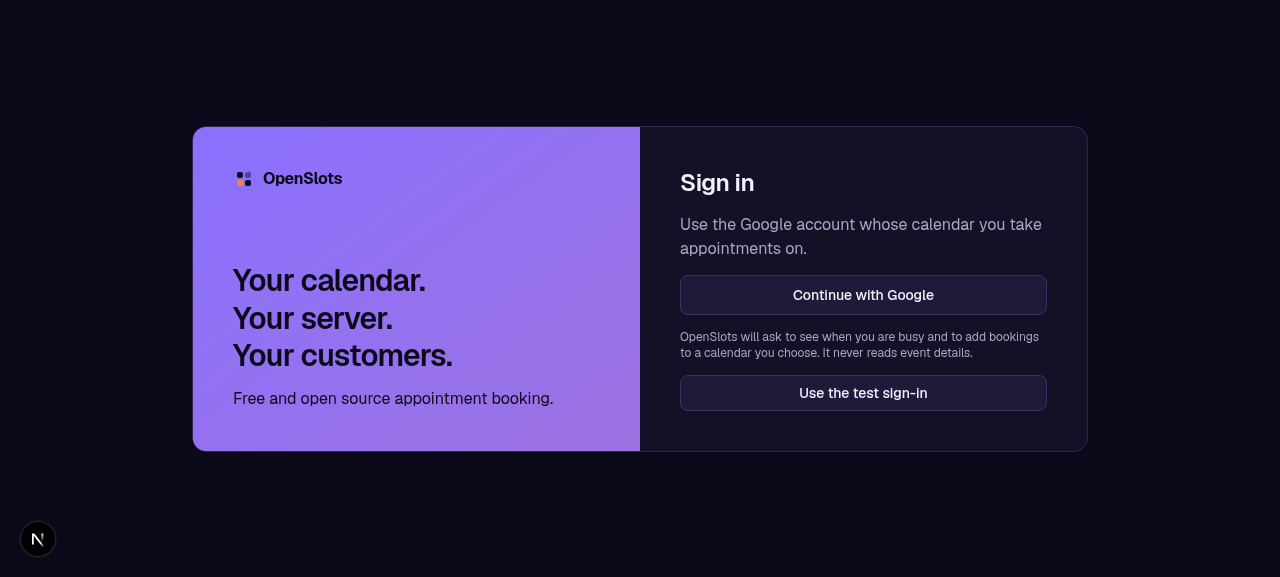 OpenSlots
Your calendar.
Your server.
Your customers.
Free and open source appointment booking.
Sign in
Use the Google account whose calendar you take
appointments on.
Continue with Google
OpenSlots will ask to see when you are busy and to add bookings
to a calendar you choose. It never reads event details.
Use the test sign-in
N